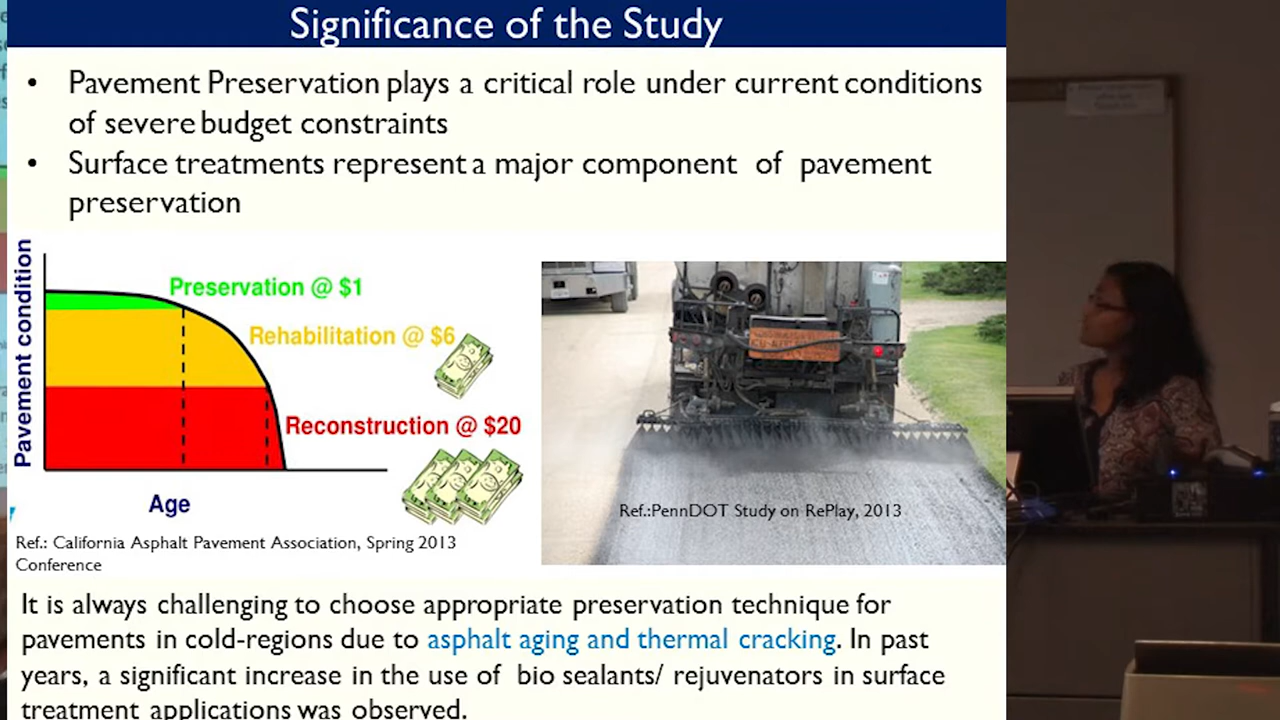 Significance of the Study
• Pavement Preservation plays a critical role under current conditions
of severe budget constraints
• Surface treatments represent a major component of pavement
preservation
Pavement condition
Preservation @ $1
Rehabilitation @ $6
Reconstruction @ $20
Age
Ref.: California Asphalt Pavement Association, Spring 2013
Conference
Ref.:PennDOT Study on RePlay, 2013
It is always challenging to choose appropriate preservation technique for
pavements in cold-regions due to asphalt aging and thermal cracking. In past
years, a significant increase in the use of bio sealants/ rejuvenators in surface
treatment applications was observed.